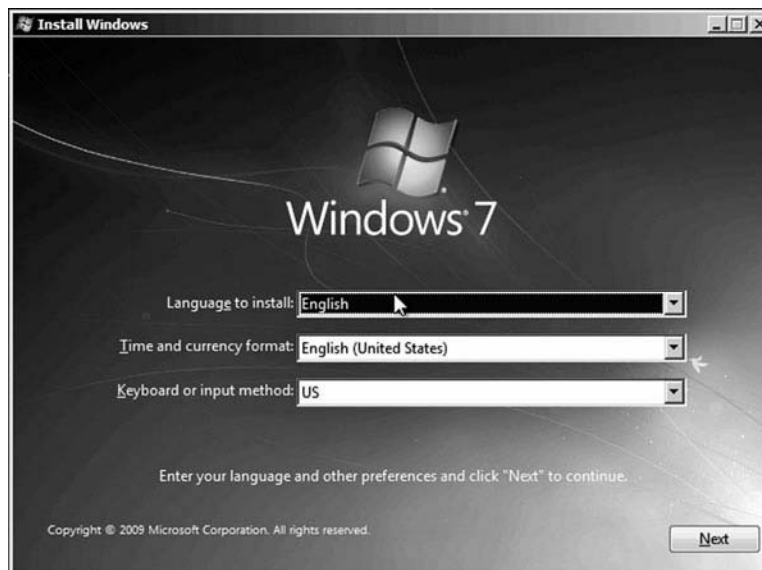 Install Windows
Windows® 7
Language to install: English
Time and currency format: English (United States)
Keyboard or input method: US
Enter your language and other preferences and click "Next" to continue.
Copyright © 2009 Microsoft Corporation. All rights reserved.
Next